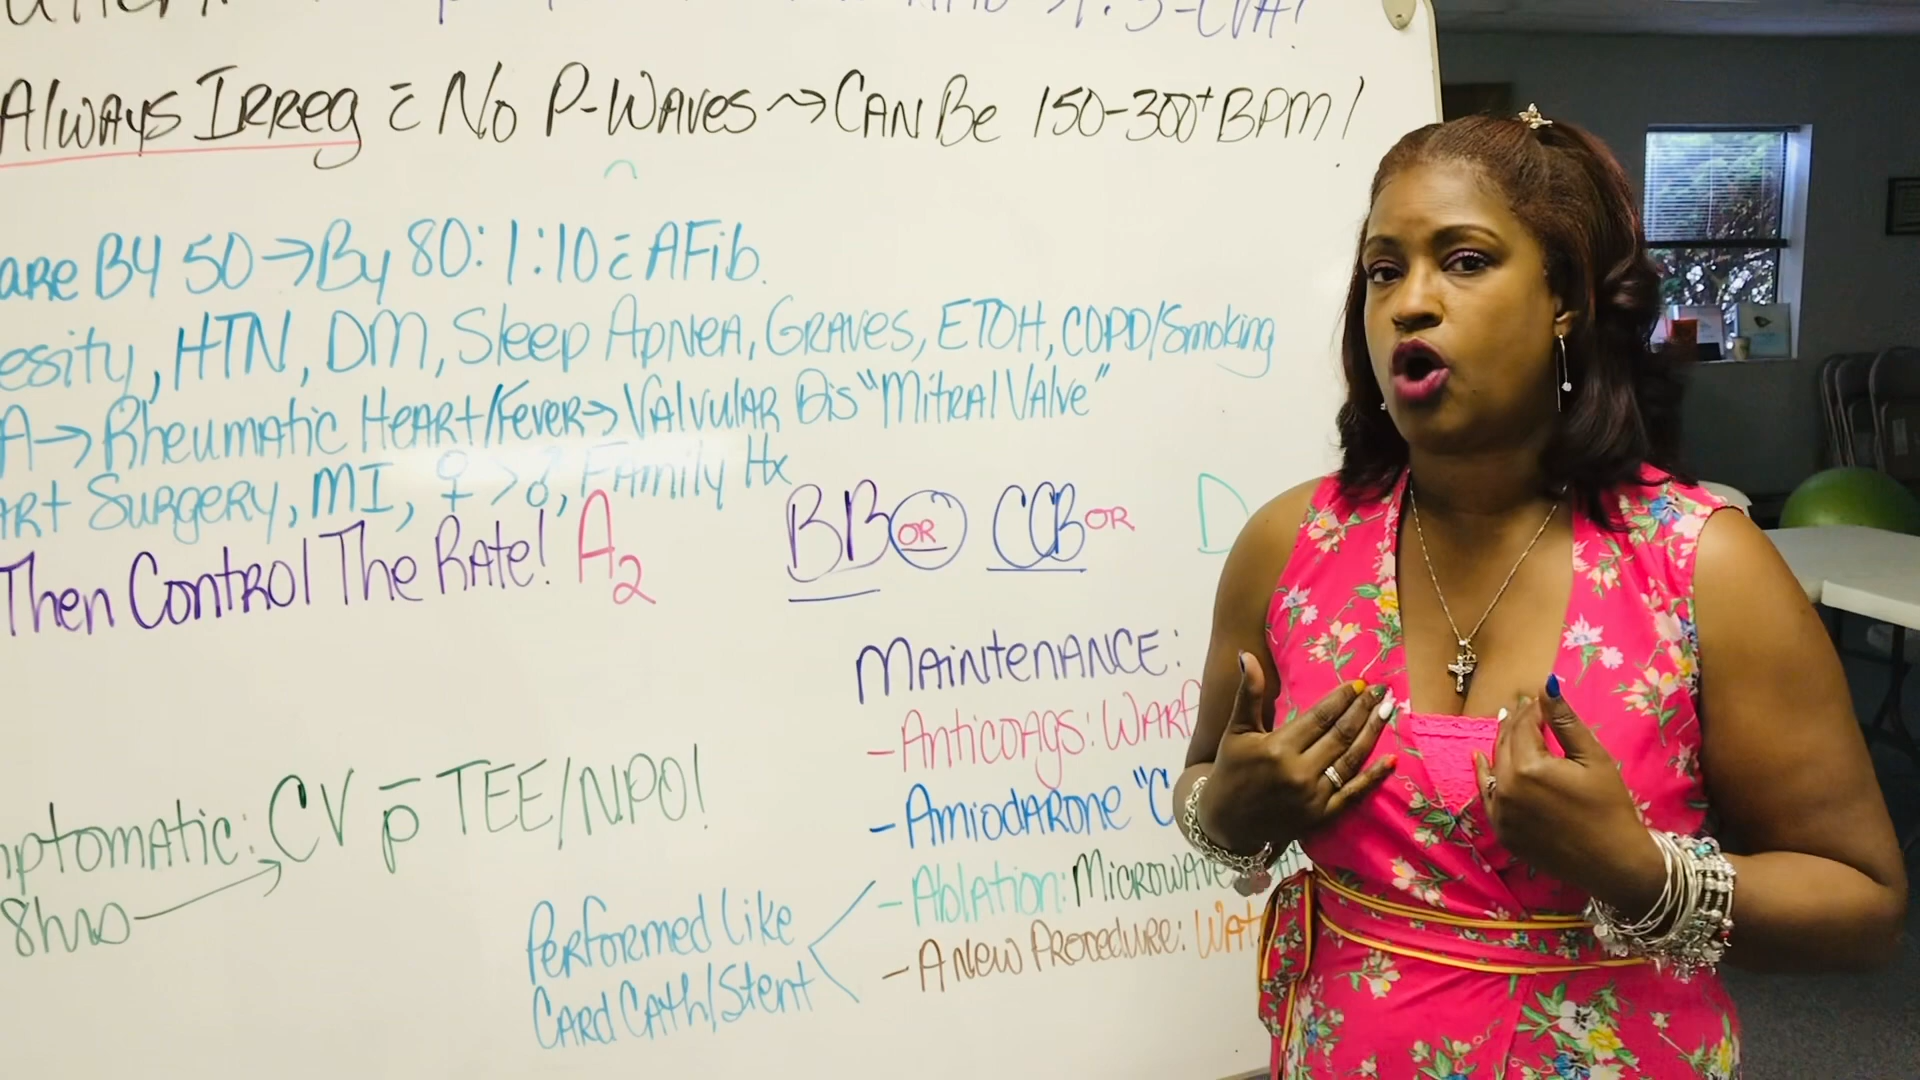 Always Irreg c̄ No P-Waves → Can Be 150-300+ BPM!
are By 50 → By 80: 1:10 c̄ AFib.
esity, HTN, DM, Sleep Apnea, Graves, ETOH, COPD/Smoking
A → Rheumatic Heart/Fever → Valvular Dis "Mitral Valve"
art Surgery, MI, ♀ > ♂, Family Hx
Then Control The Rate! A2
BB OR CCB OR D
Maintenance:
- Anticoags: Warf
- Amiodarone "C
mptomatic: CV p̄ TEE/NPO!
8hrs
- Ablation: Microwave
- A New Procedure: Wat
Performed Like
Card Cath/Stent